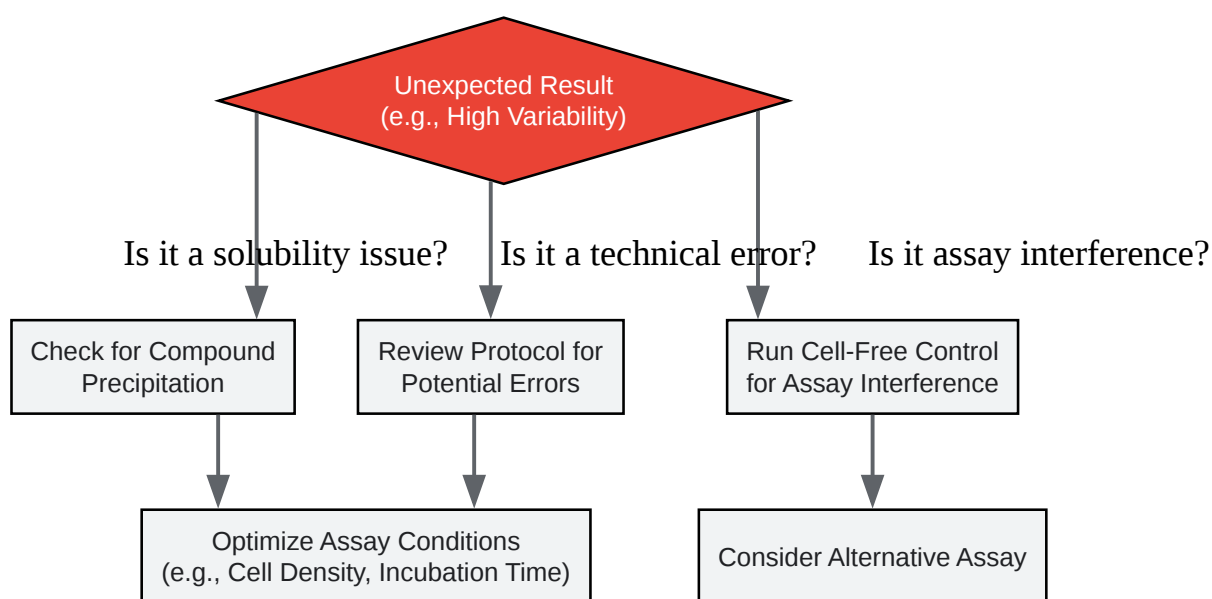 Unexpected Result
(e.g., High Variability)
Is it a solubility issue?
Is it a technical error?
Is it assay interference?
Check for Compound
Precipitation
Review Protocol for
Potential Errors
Run Cell-Free Control
for Assay Interference
Optimize Assay Conditions
(e.g., Cell Density, Incubation Time)
Consider Alternative Assay